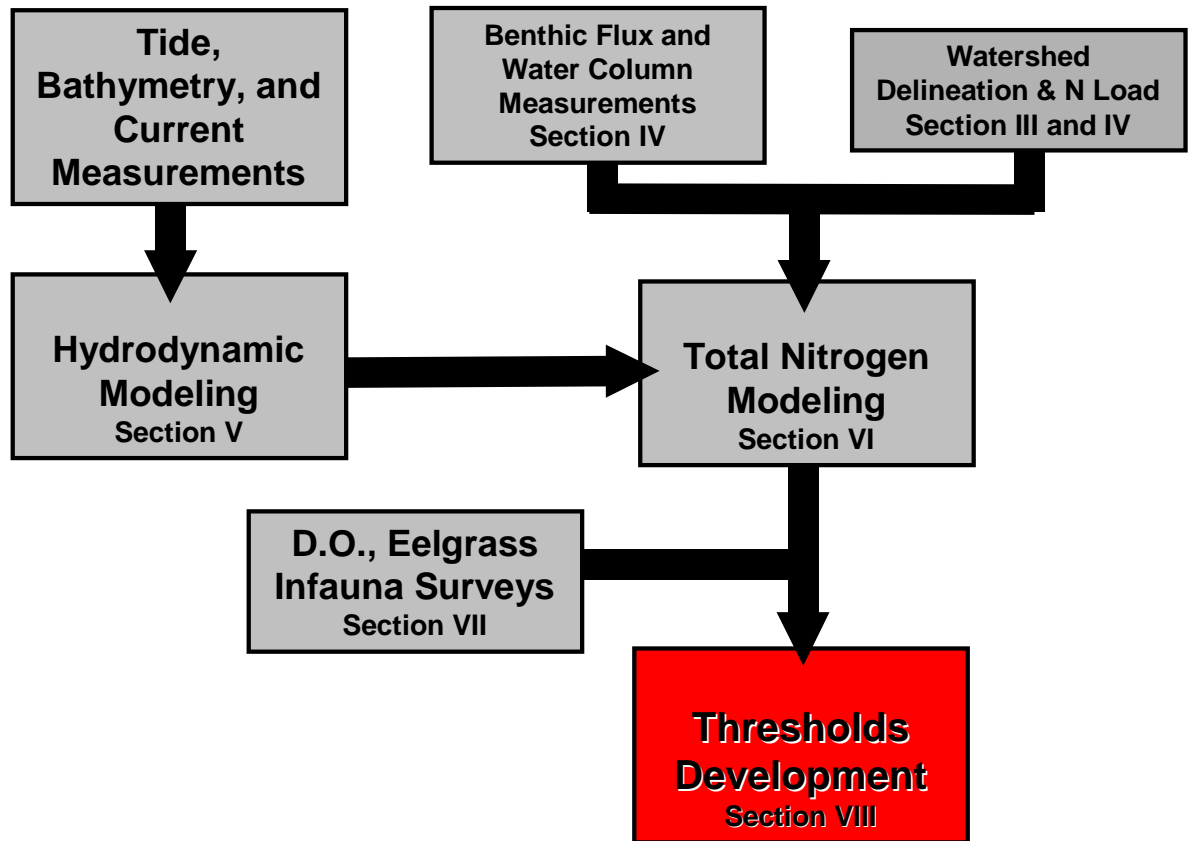 Tide,
Bathymetry, and
Current
Measurements
Benthic Flux and
Water Column
Measurements
Section IV
Watershed
Delineation & N Load
Section III and IV
Hydrodynamic
Modeling
Section V
Total Nitrogen
Modeling
Section VI
D.O., Eelgrass
Infauna Surveys
Section VII
Thresholds
Development
Section VIII